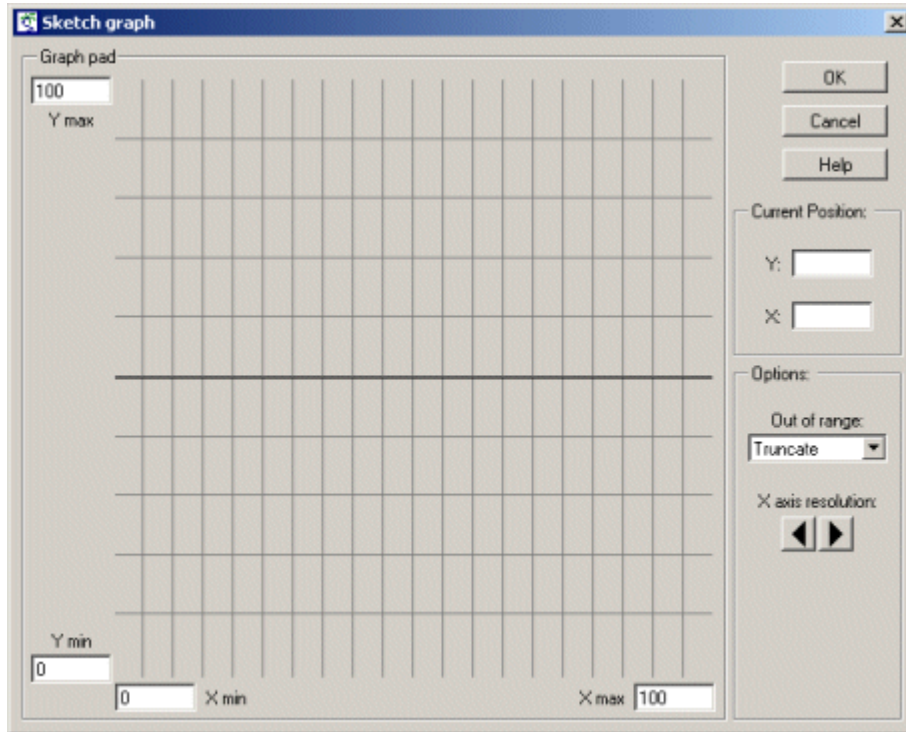 Sketch graph
Graph pad
100
Y max
Y min
0
0 X min X max 100
OK
Cancel
Help
Current Position:
Y:
X:
Options:
Out of range:
Truncate
X axis resolution: